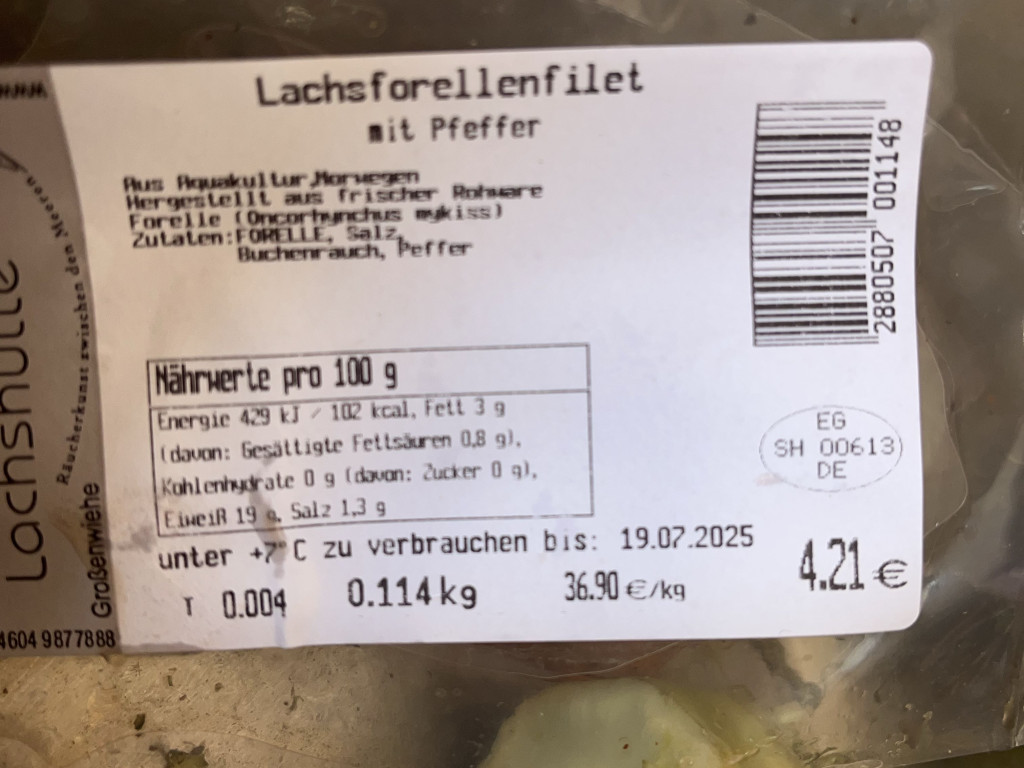 Lachsforellenfilet
mit Pfeffer
Aus Aquakultur,Norwegen
Hergestellt aus frischer Rohware
Forelle (Oncorhynchus mykiss)
Zutaten:FORELLE, Salz,
Buchenrauch, Peffer
Nährwerte pro 100 g
Energie 429 kJ / 102 kcal, Fett 3 g
(davon: Gesättigte Fettsäuren 0,8 g),
Kohlenhydrate 0 g (davon: Zucker 0 g),
Eiweiß 19 g, Salz 1,3 g
unter +7°C zu verbrauchen bis: 19.07.2025
T 0.004 0.114 kg 36.90 €/kg 4.21 €
2880507 001148
EG
SH 00613
DE
www
Lachshütte
Räucherkunst zwischen den Meeren
Großenwiehe
4604 9877888